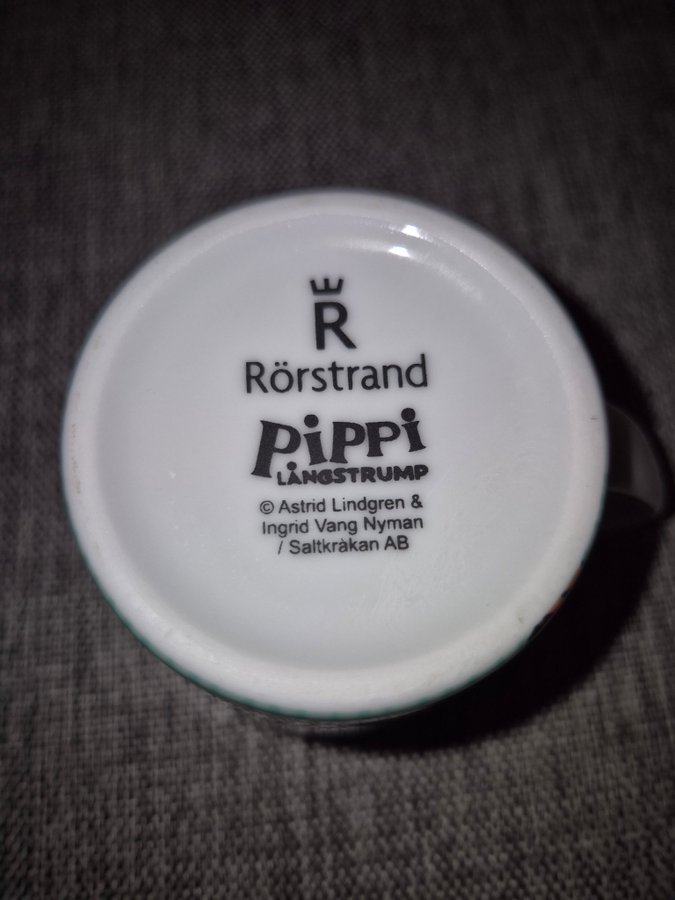 R
Rörstrand
PiPPi
LÅNGSTRUMP
© Astrid Lindgren &
Ingrid Vang Nyman
/ Saltkråkan AB